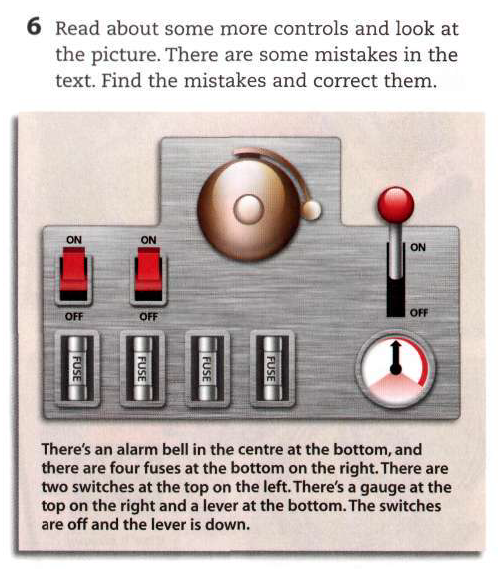 6 Read about some more controls and look at
the picture. There are some mistakes in the
text. Find the mistakes and correct them.
ON ON
ON
OFF OFF
OFF
FUSE FUSE FUSE FUSE
There's an alarm bell in the centre at the bottom, and
there are four fuses at the bottom on the right. There are
two switches at the top on the left. There's a gauge at the
top on the right and a lever at the bottom. The switches
are off and the lever is down.